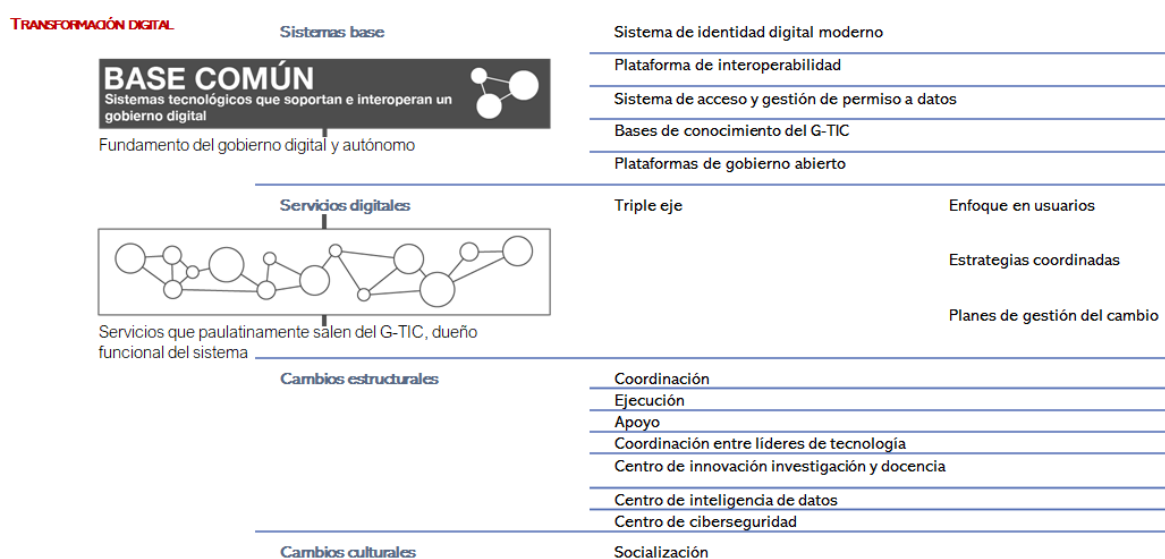 TRANSFORMACIÓN DIGITAL
Sistemas base
Sistema de identidad digital moderno
BASE COMÚN
Sistemas tecnológicos que soportan e interoperan un
gobierno digital
Fundamento del gobierno digital y autónomo
Plataforma de interoperabilidad
Sistema de acceso y gestión de permiso a datos
Bases de conocimiento del G-TIC
Plataformas de gobierno abierto
Servicios digitales
Triple eje
Enfoque en usuarios
Estrategias coordinadas
Planes de gestión del cambio
Servicios que paulatinamente salen del G-TIC, dueño
funcional del sistema
Cambios estructurales
Coordinación
Ejecución
Apoyo
Coordinación entre líderes de tecnología
Centro de innovación investigación y docencia
Centro de inteligencia de datos
Centro de ciberseguridad
Cambios culturales
Socialización